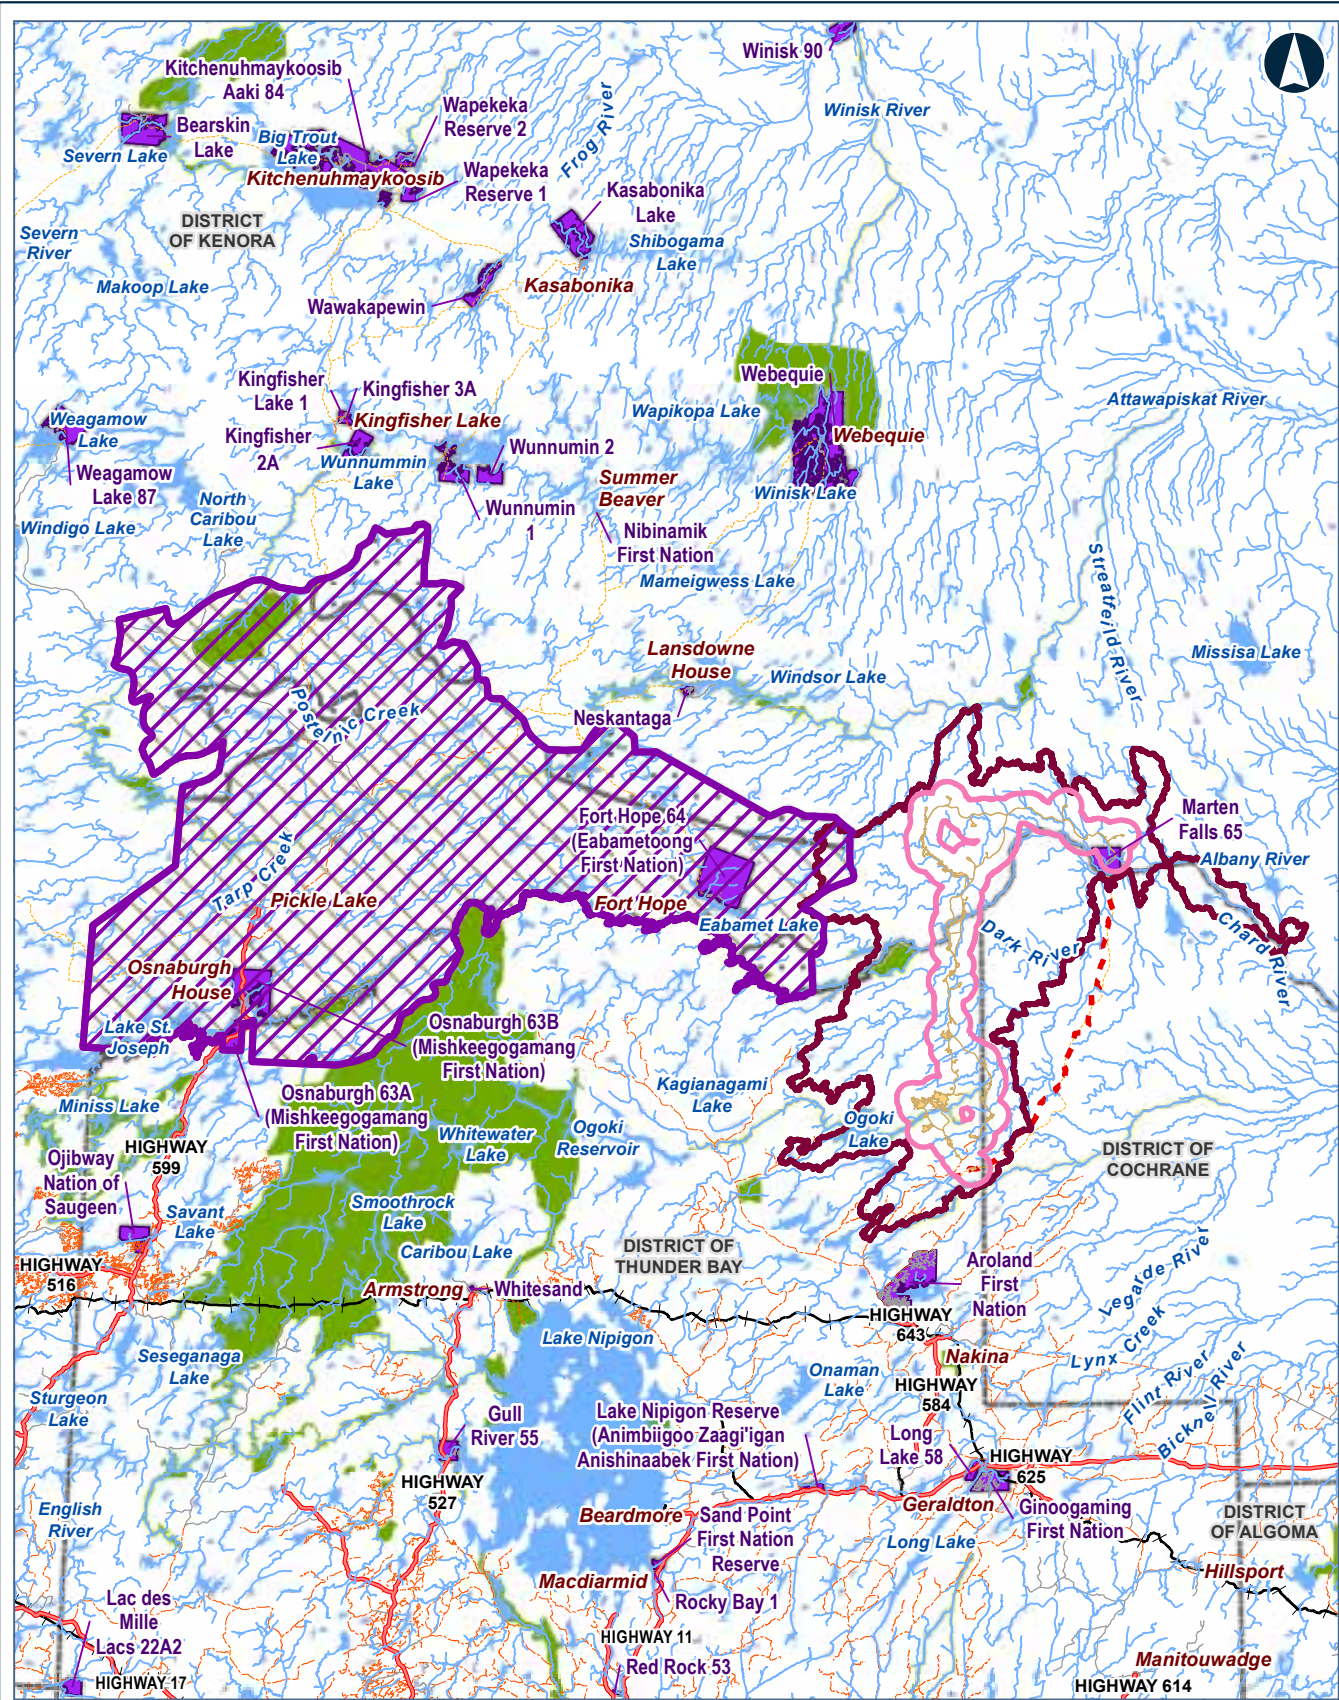 Winisk 90
Kitchenuhmaykoosib
Aaki 84
Wapekeka
Reserve 2
Frog River
Winisk River
Bearskin
Lake
Big Trout
Lake
Severn Lake
Kitchenuhmaykoosib
Wapekeka
Reserve 1
Kasabonika
Lake
DISTRICT
OF KENORA
Severn
River
Shibogama
Lake
Makoop Lake
Kasabonika
Wawakapewin
Kingfisher
Lake 1
Kingfisher 3A
Webequie
Weagamow
Lake
Kingfisher Lake
Wapikopa Lake
Attawapiskat River
Kingfisher
2A
Wunnummin
Lake
Wunnumin 2
Webequie
Weagamow
Lake 87
Summer
Beaver
Winisk Lake
North
Caribou
Lake
Wunnumin
1
Windigo Lake
Nibinamik
First Nation
Mameigwess Lake
Streatfeild River
Lansdowne
House
Missisa Lake
Windsor Lake
Postelnic Creek
Neskantaga
Fort Hope 64
(Eabametoong
First Nation)
Marten
Falls 65
Albany River
Tarp Creek
Pickle Lake
Fort Hope
Eabamet Lake
Dark River
Chard River
Osnaburgh
House
Lake St.
Joseph
Osnaburgh 63B
(Mishkeegogamang
First Nation)
Osnaburgh 63A
(Mishkeegogamang
First Nation)
Kagianagami
Lake
Miniss Lake
Ogoki
Lake
Whitewater
Lake
Ogoki
Reservoir
HIGHWAY
599
DISTRICT OF
COCHRANE
Ojibway
Nation of
Saugeen
Savant
Lake
Smoothrock
Lake
Caribou Lake
DISTRICT OF
THUNDER BAY
HIGHWAY
516
Aroland
First
Nation
Legarde River
Armstrong
Whitesand
HIGHWAY
643
Lake Nipigon
Nakina
Lynx Creek
Seseganaga
Lake
Onaman
Lake
Flint River
Bicknell River
Sturgeon
Lake
HIGHWAY
584
Gull
River 55
Lake Nipigon Reserve
(Animbiigoo Zaagi'igan
Anishinaabek First Nation)
Long
Lake 58
HIGHWAY
625
HIGHWAY
527
Geraldton
Ginoogaming
First Nation
English
River
Beardmore
Sand Point
First Nation
Reserve
DISTRICT
OF ALGOMA
Long Lake
Macdiarmid
Hillsport
Rocky Bay 1
Lac des
Mille
Lacs 22A2
HIGHWAY 11
Red Rock 53
Manitouwadge
HIGHWAY 17
HIGHWAY 614